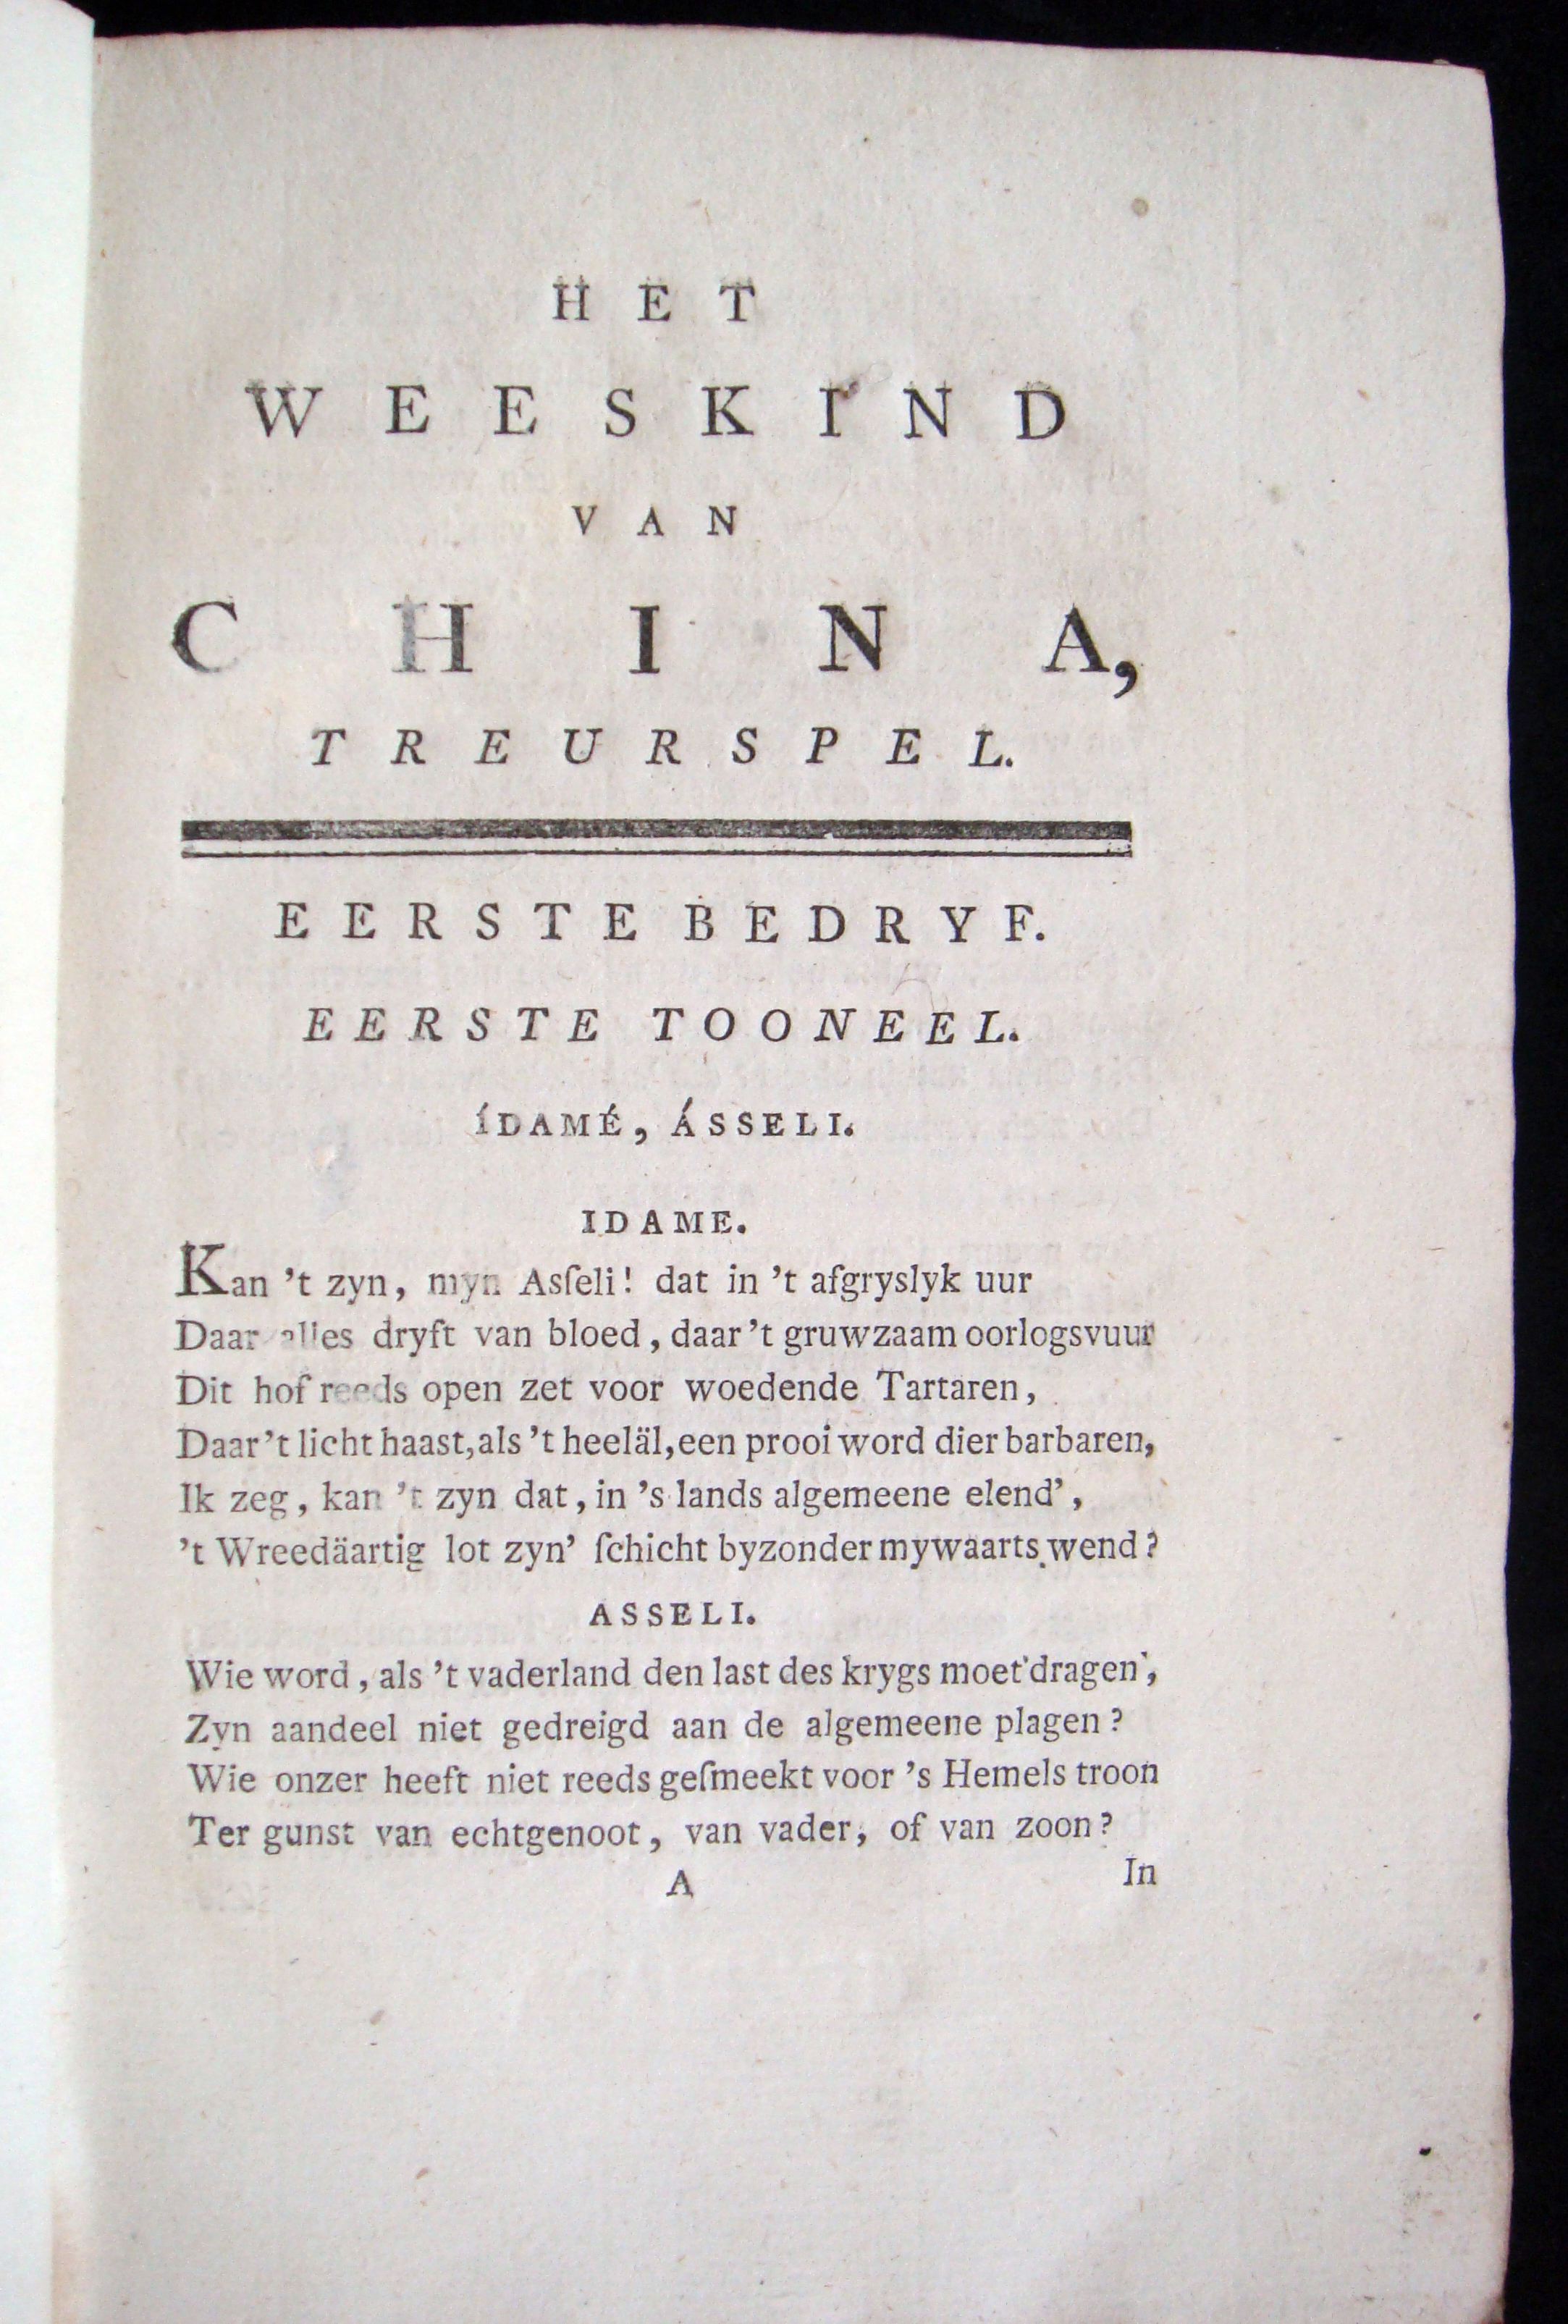 HET
WEESKIND
VAN
CHINA,
TREURSPEL.
EERSTE BEDRYF.
EERSTE TOONEEL.
ÍDAMÉ, ÁSSELI.
IDAME.
Kan 't zyn, myn Asſeli! dat in 't afgryslyk uur
Daar alles dryft van bloed, daar 't gruwzaam oorlogsvuur
Dit hof reeds open zet voor woedende Tartaren,
Daar 't licht haast, als 't heeläl, een prooi word dier barbaren,
Ik zeg, kan 't zyn dat, in 's lands algemeene elend',
't Wreedäartig lot zyn' ſchicht byzonder mywaarts wend?
ASSELI.
Wie word, als 't vaderland den last des krygs moet dragen,
Zyn aandeel niet gedreigd aan de algemeene plagen?
Wie onzer heeft niet reeds geſmeekt voor 's Hemels troon
Ter gunst van echtgenoot, van vader, of van zoon?
A
In